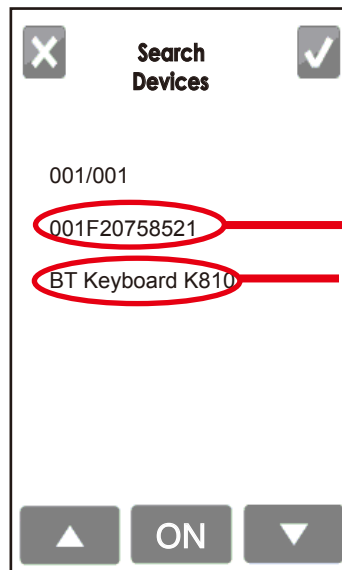 Search
Devices
001/001
001F20758521
BT Keyboard K810
ON